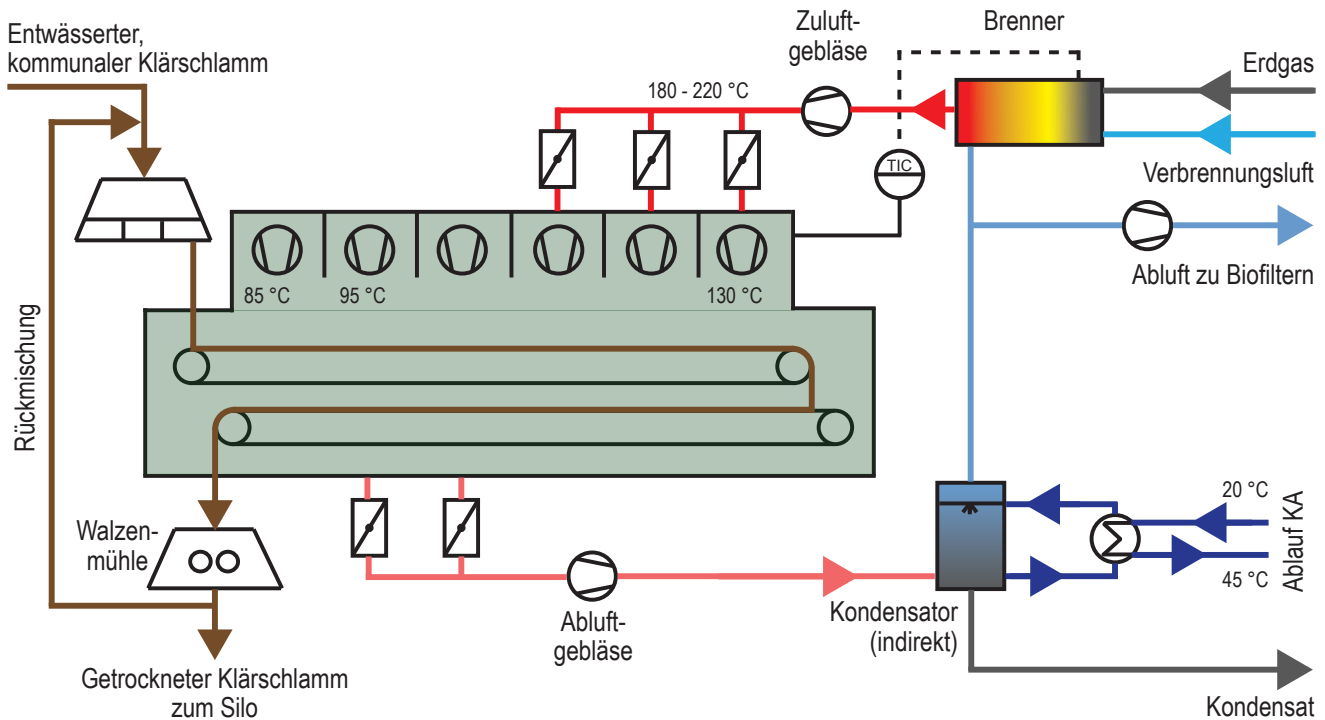 Entwässerter,
kommunaler Klärschlamm
Zuluft-
gebläse
Brenner
Erdgas
180 - 220 °C
TIC
Verbrennungsluft
Abluft zu Biofiltern
85 °C
95 °C
130 °C
Rückmischung
Walzen-
mühle
Getrockneter Klärschlamm
zum Silo
Abluft-
gebläse
Kondensator
(indirekt)
20 °C
45 °C
Ablauf KA
Kondensat